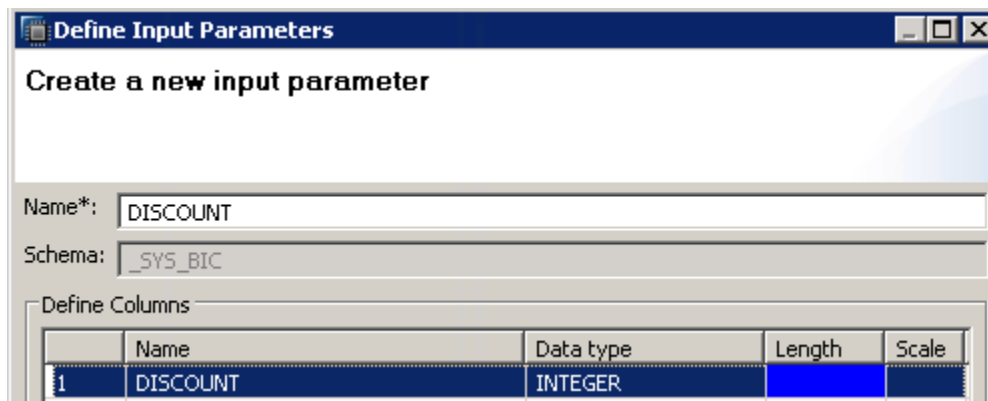 Define Input Parameters
Create a new input parameter
Name*: DISCOUNT
Schema: _SYS_BIC
Define Columns
Name Data type Length Scale
1 DISCOUNT INTEGER